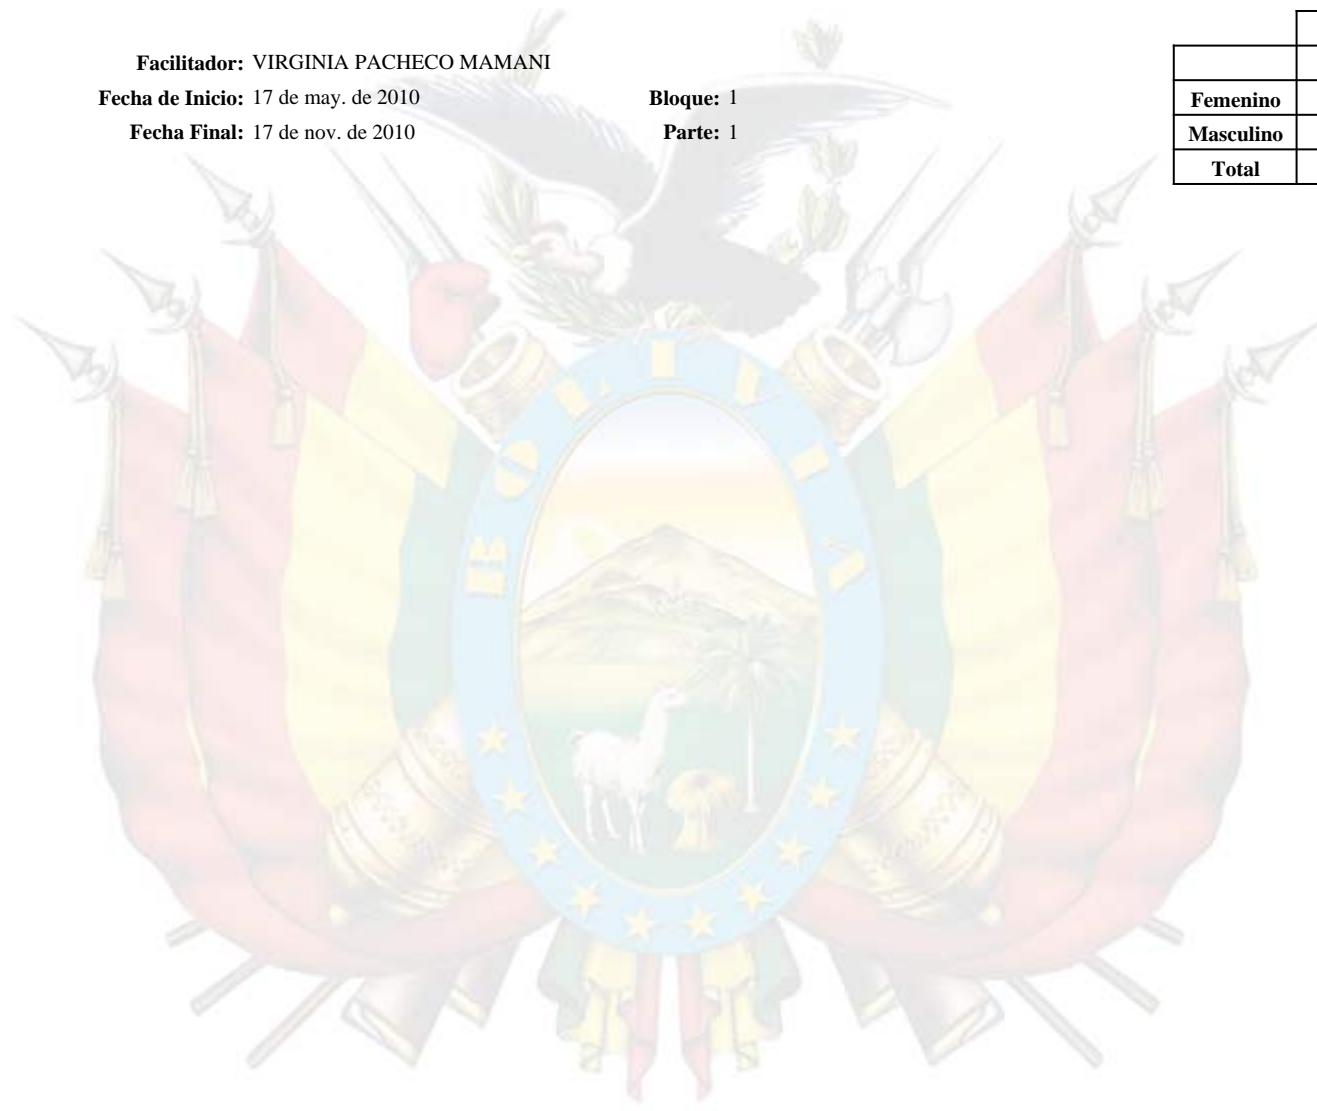 Facilitador: VIRGINIA PACHECO MAMANI
Fecha de Inicio: 17 de may. de 2010 Bloque: 1
Fecha Final: 17 de nov. de 2010 Parte: 1
Femenino
Masculino
Total
BOLIVIA